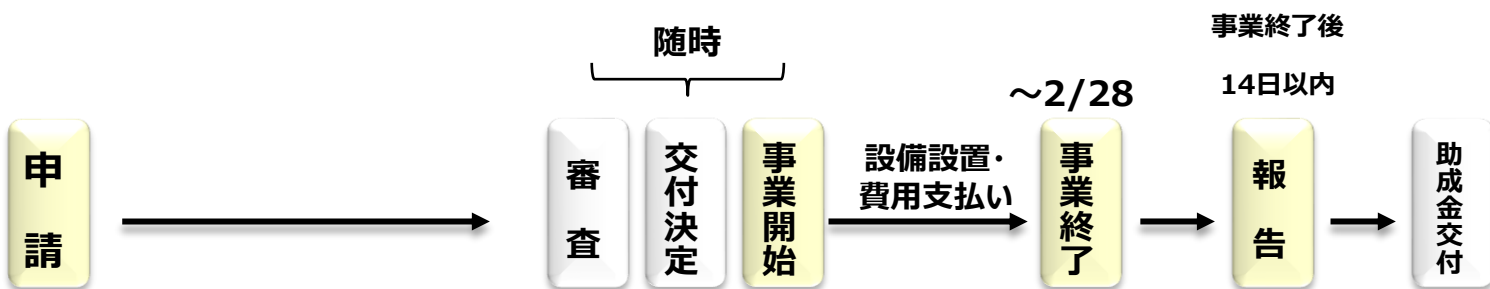 随時
事業終了後
14日以内
～2/28
申請
審査
交付決定
事業開始
設備設置・
費用支払い
事業終了
報告
助成金交付